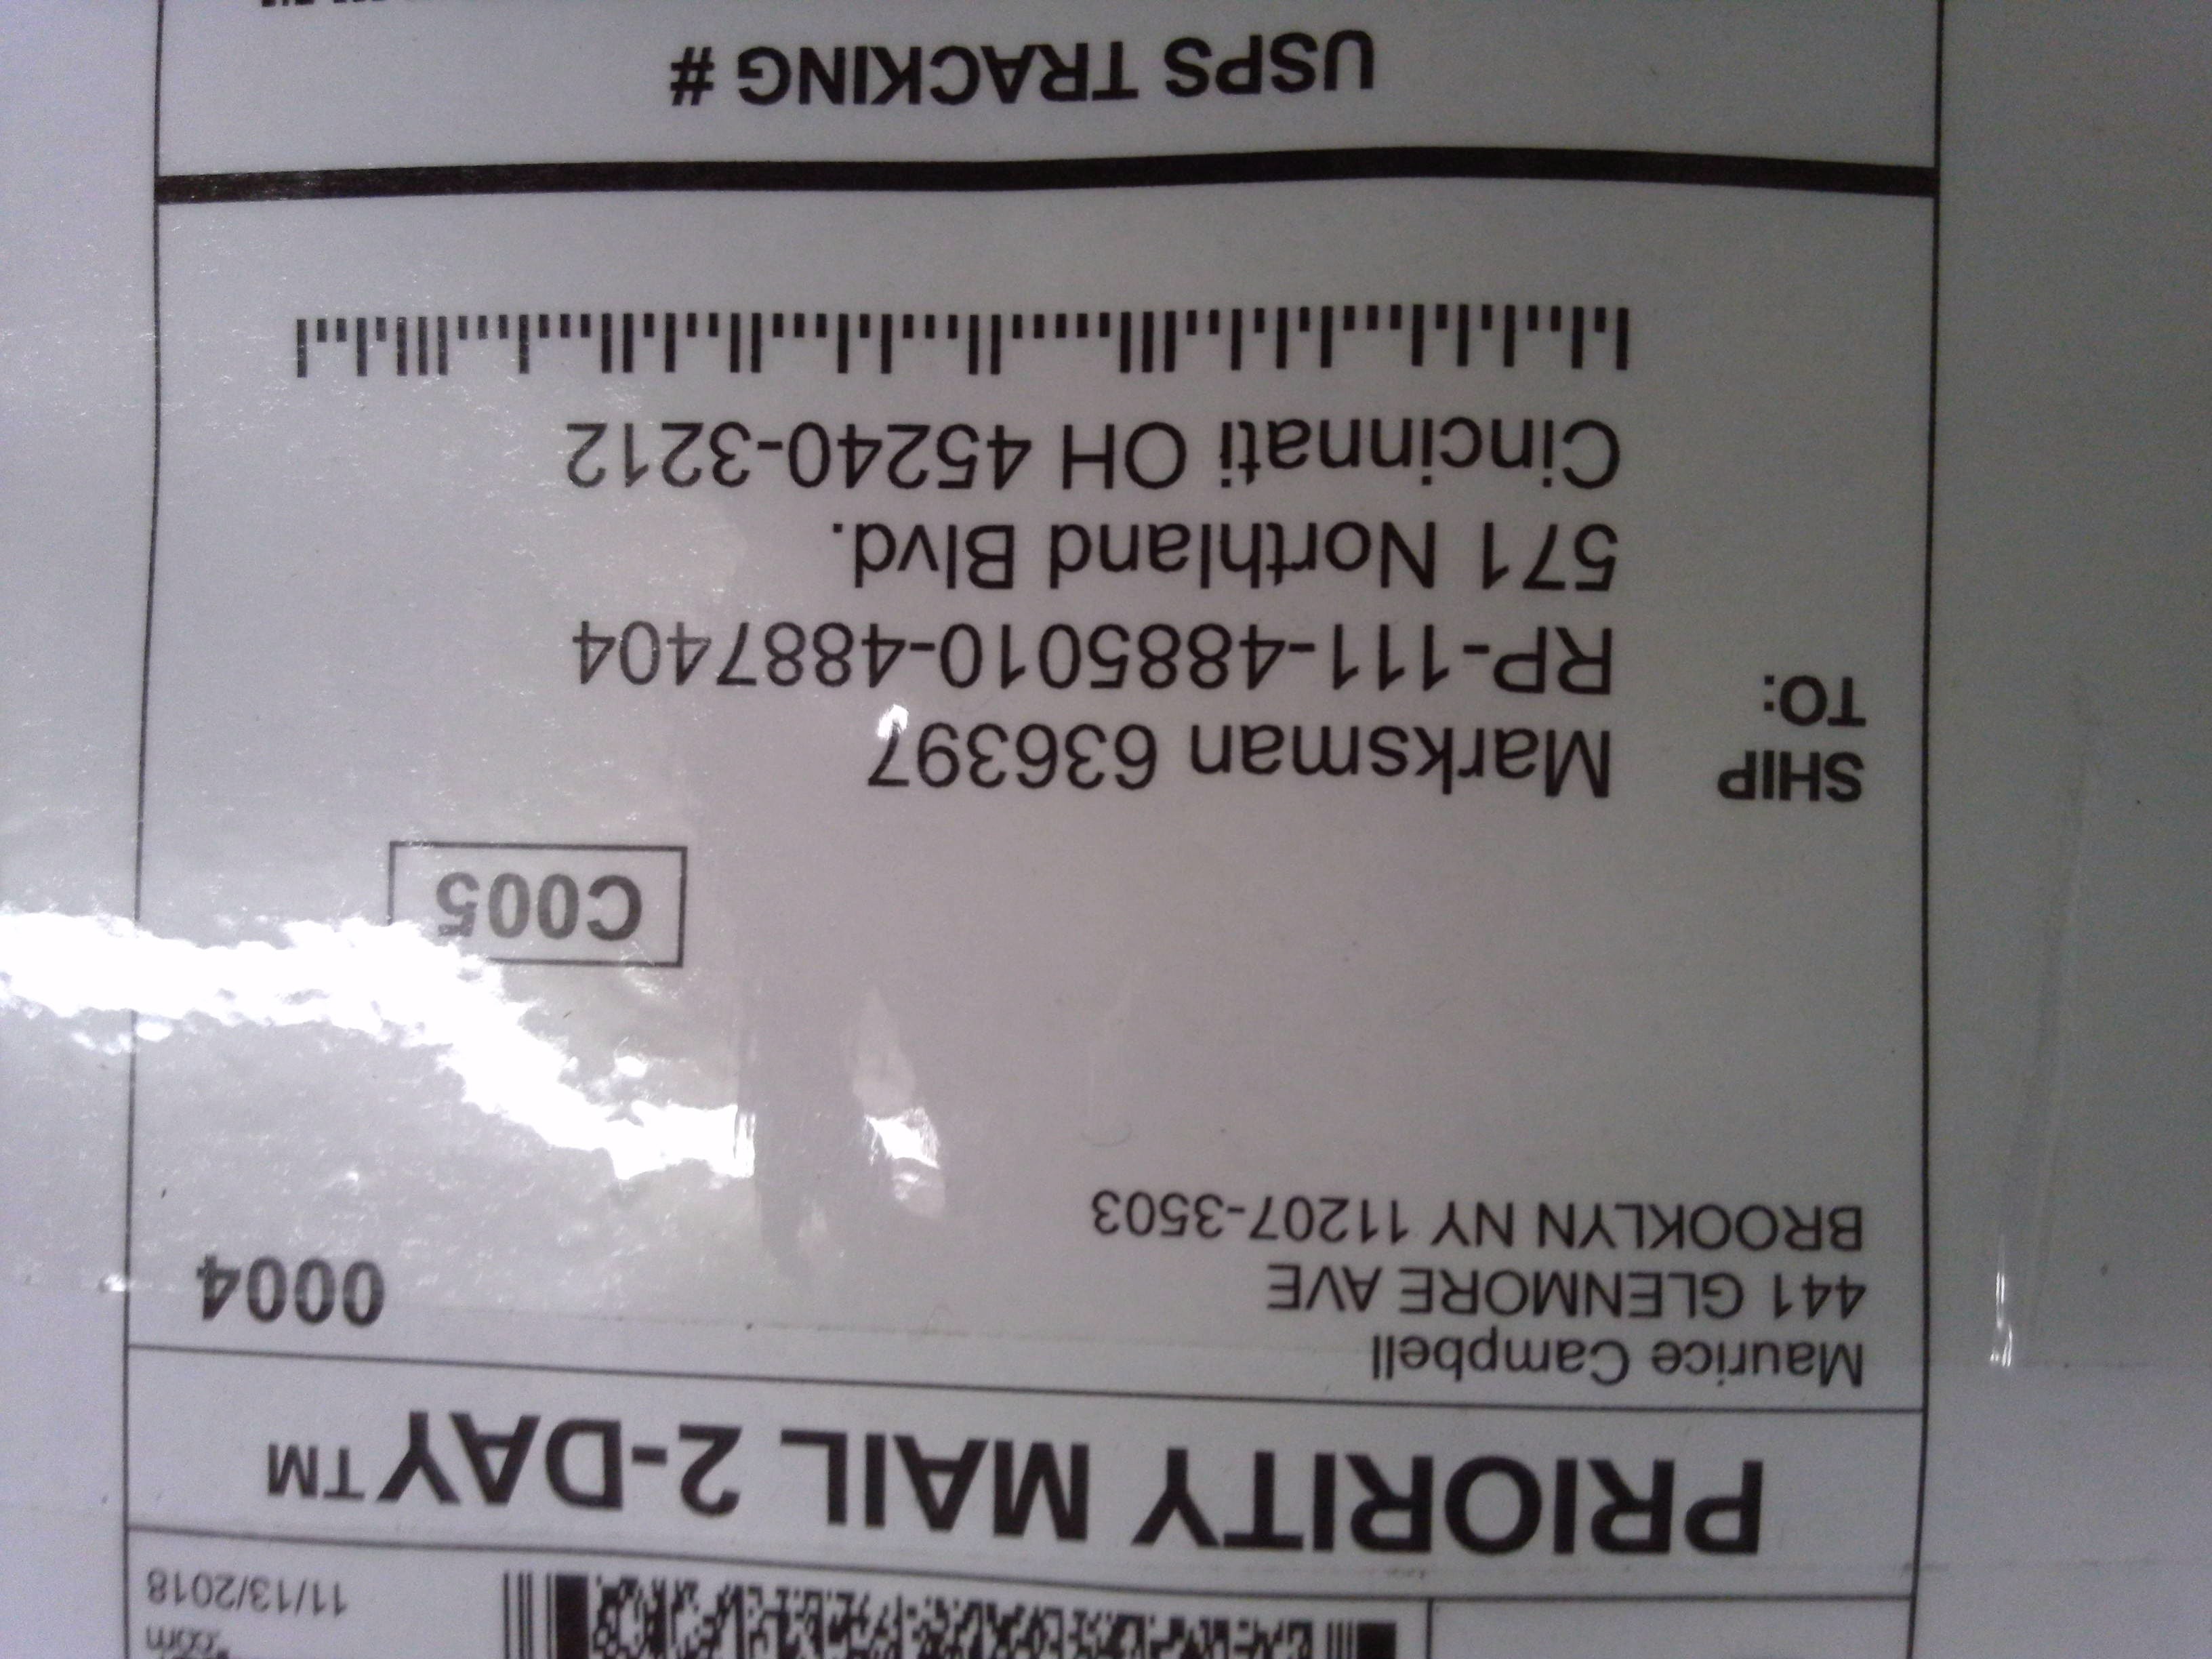 .com
11/13/2018
PRIORITY MAIL 2-DAY™
Maurice Campbell
441 GLENMORE AVE
BROOKLYN NY 11207-3503
0004
C005
SHIP
TO:
Marksman 636397
RP-111-4885010-4887404
571 Northland Blvd.
Cincinnati OH 45240-3212
USPS TRACKING #